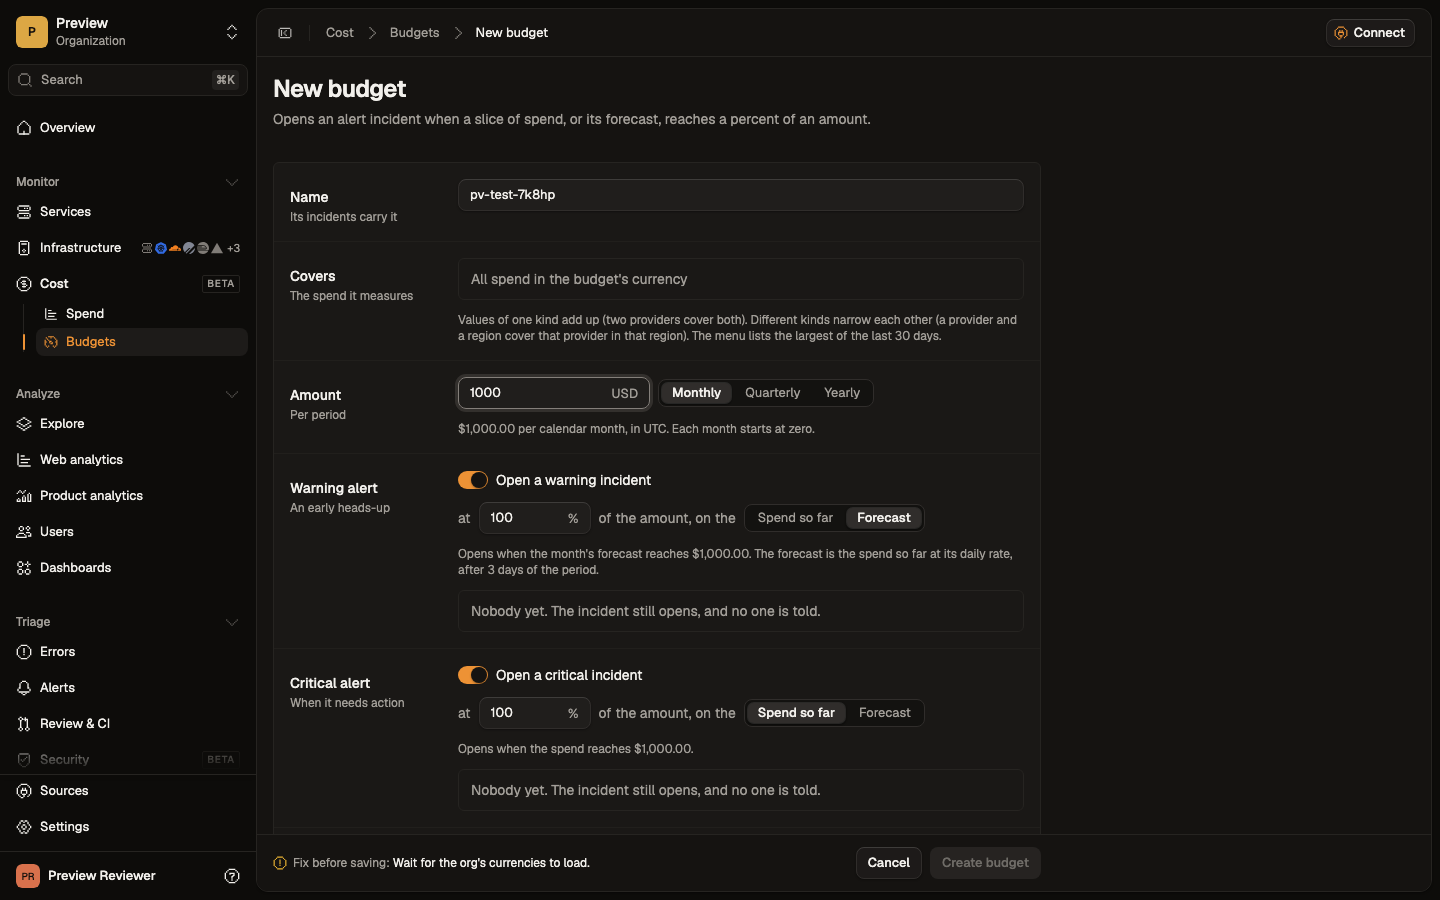 P
Preview
Organization
Search
⌘K
Overview
Monitor
Services
Infrastructure
+3
Cost
BETA
Spend
Budgets
Analyze
Explore
Web analytics
Product analytics
Users
Dashboards
Triage
Errors
Alerts
Review & CI
Security
BETA
Sources
Settings
PR
Preview Reviewer
Cost
Budgets
New budget
Connect
New budget
Opens an alert incident when a slice of spend, or its forecast, reaches a percent of an amount.
Name
Its incidents carry it
pv-test-7k8hp
Covers
The spend it measures
All spend in the budget's currency
Values of one kind add up (two providers cover both). Different kinds narrow each other (a provider and
a region cover that provider in that region). The menu lists the largest of the last 30 days.
Amount
Per period
1000 USD
Monthly Quarterly Yearly
$1,000.00 per calendar month, in UTC. Each month starts at zero.
Warning alert
An early heads-up
Open a warning incident
at 100 % of the amount, on the Spend so far Forecast
Opens when the month's forecast reaches $1,000.00. The forecast is the spend so far at its daily rate,
after 3 days of the period.
Nobody yet. The incident still opens, and no one is told.
Critical alert
When it needs action
Open a critical incident
at 100 % of the amount, on the Spend so far Forecast
Opens when the spend reaches $1,000.00.
Nobody yet. The incident still opens, and no one is told.
Fix before saving: Wait for the org's currencies to load.
Cancel
Create budget